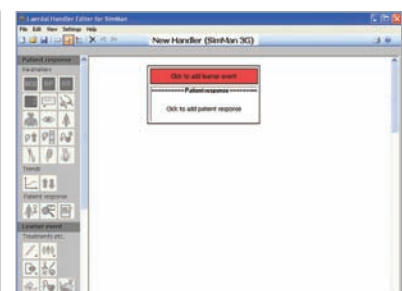 Laerdal Handler Editor for SimMan
File Edit View Settings Help
New Handler (SimMan 3G)
Patient response
Parameters
Click to add learner event
Patient response
Click to add patient response
Trends
Patient response
Learner event
Treatments etc.